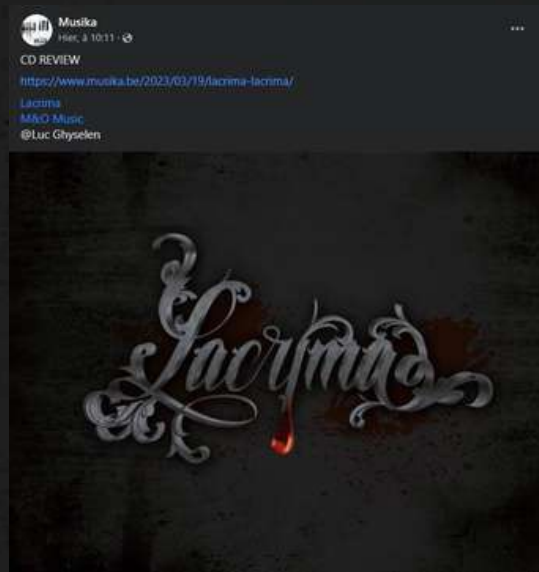 Musika
Hier, à 10:11 ·
CD REVIEW
https://www.musika.be/2023/03/19/lacrima-lacrima/
Lacrima
M&O Music
@Luc Ghyselen
Lacryma